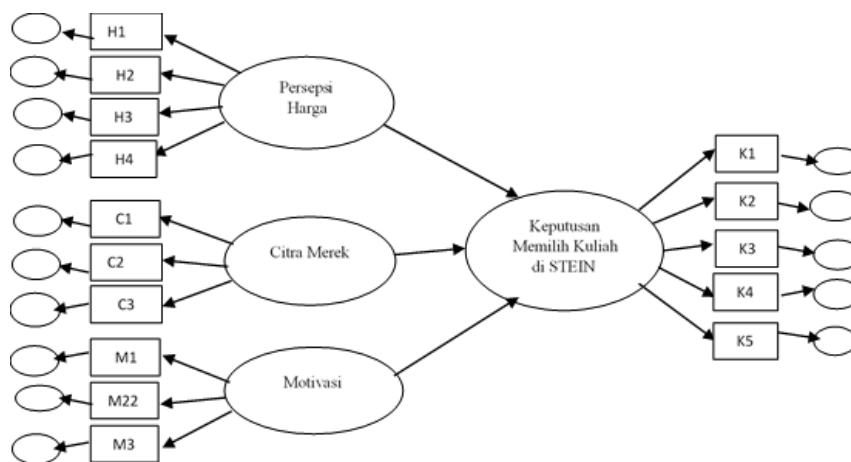 H1
H2
H3
H4
Persepsi
Harga
C1
C2
C3
Citra Merek
M1
M22
M3
Motivasi
Keputusan
Memilih Kuliah
di STEIN
K1
K2
K3
K4
K5